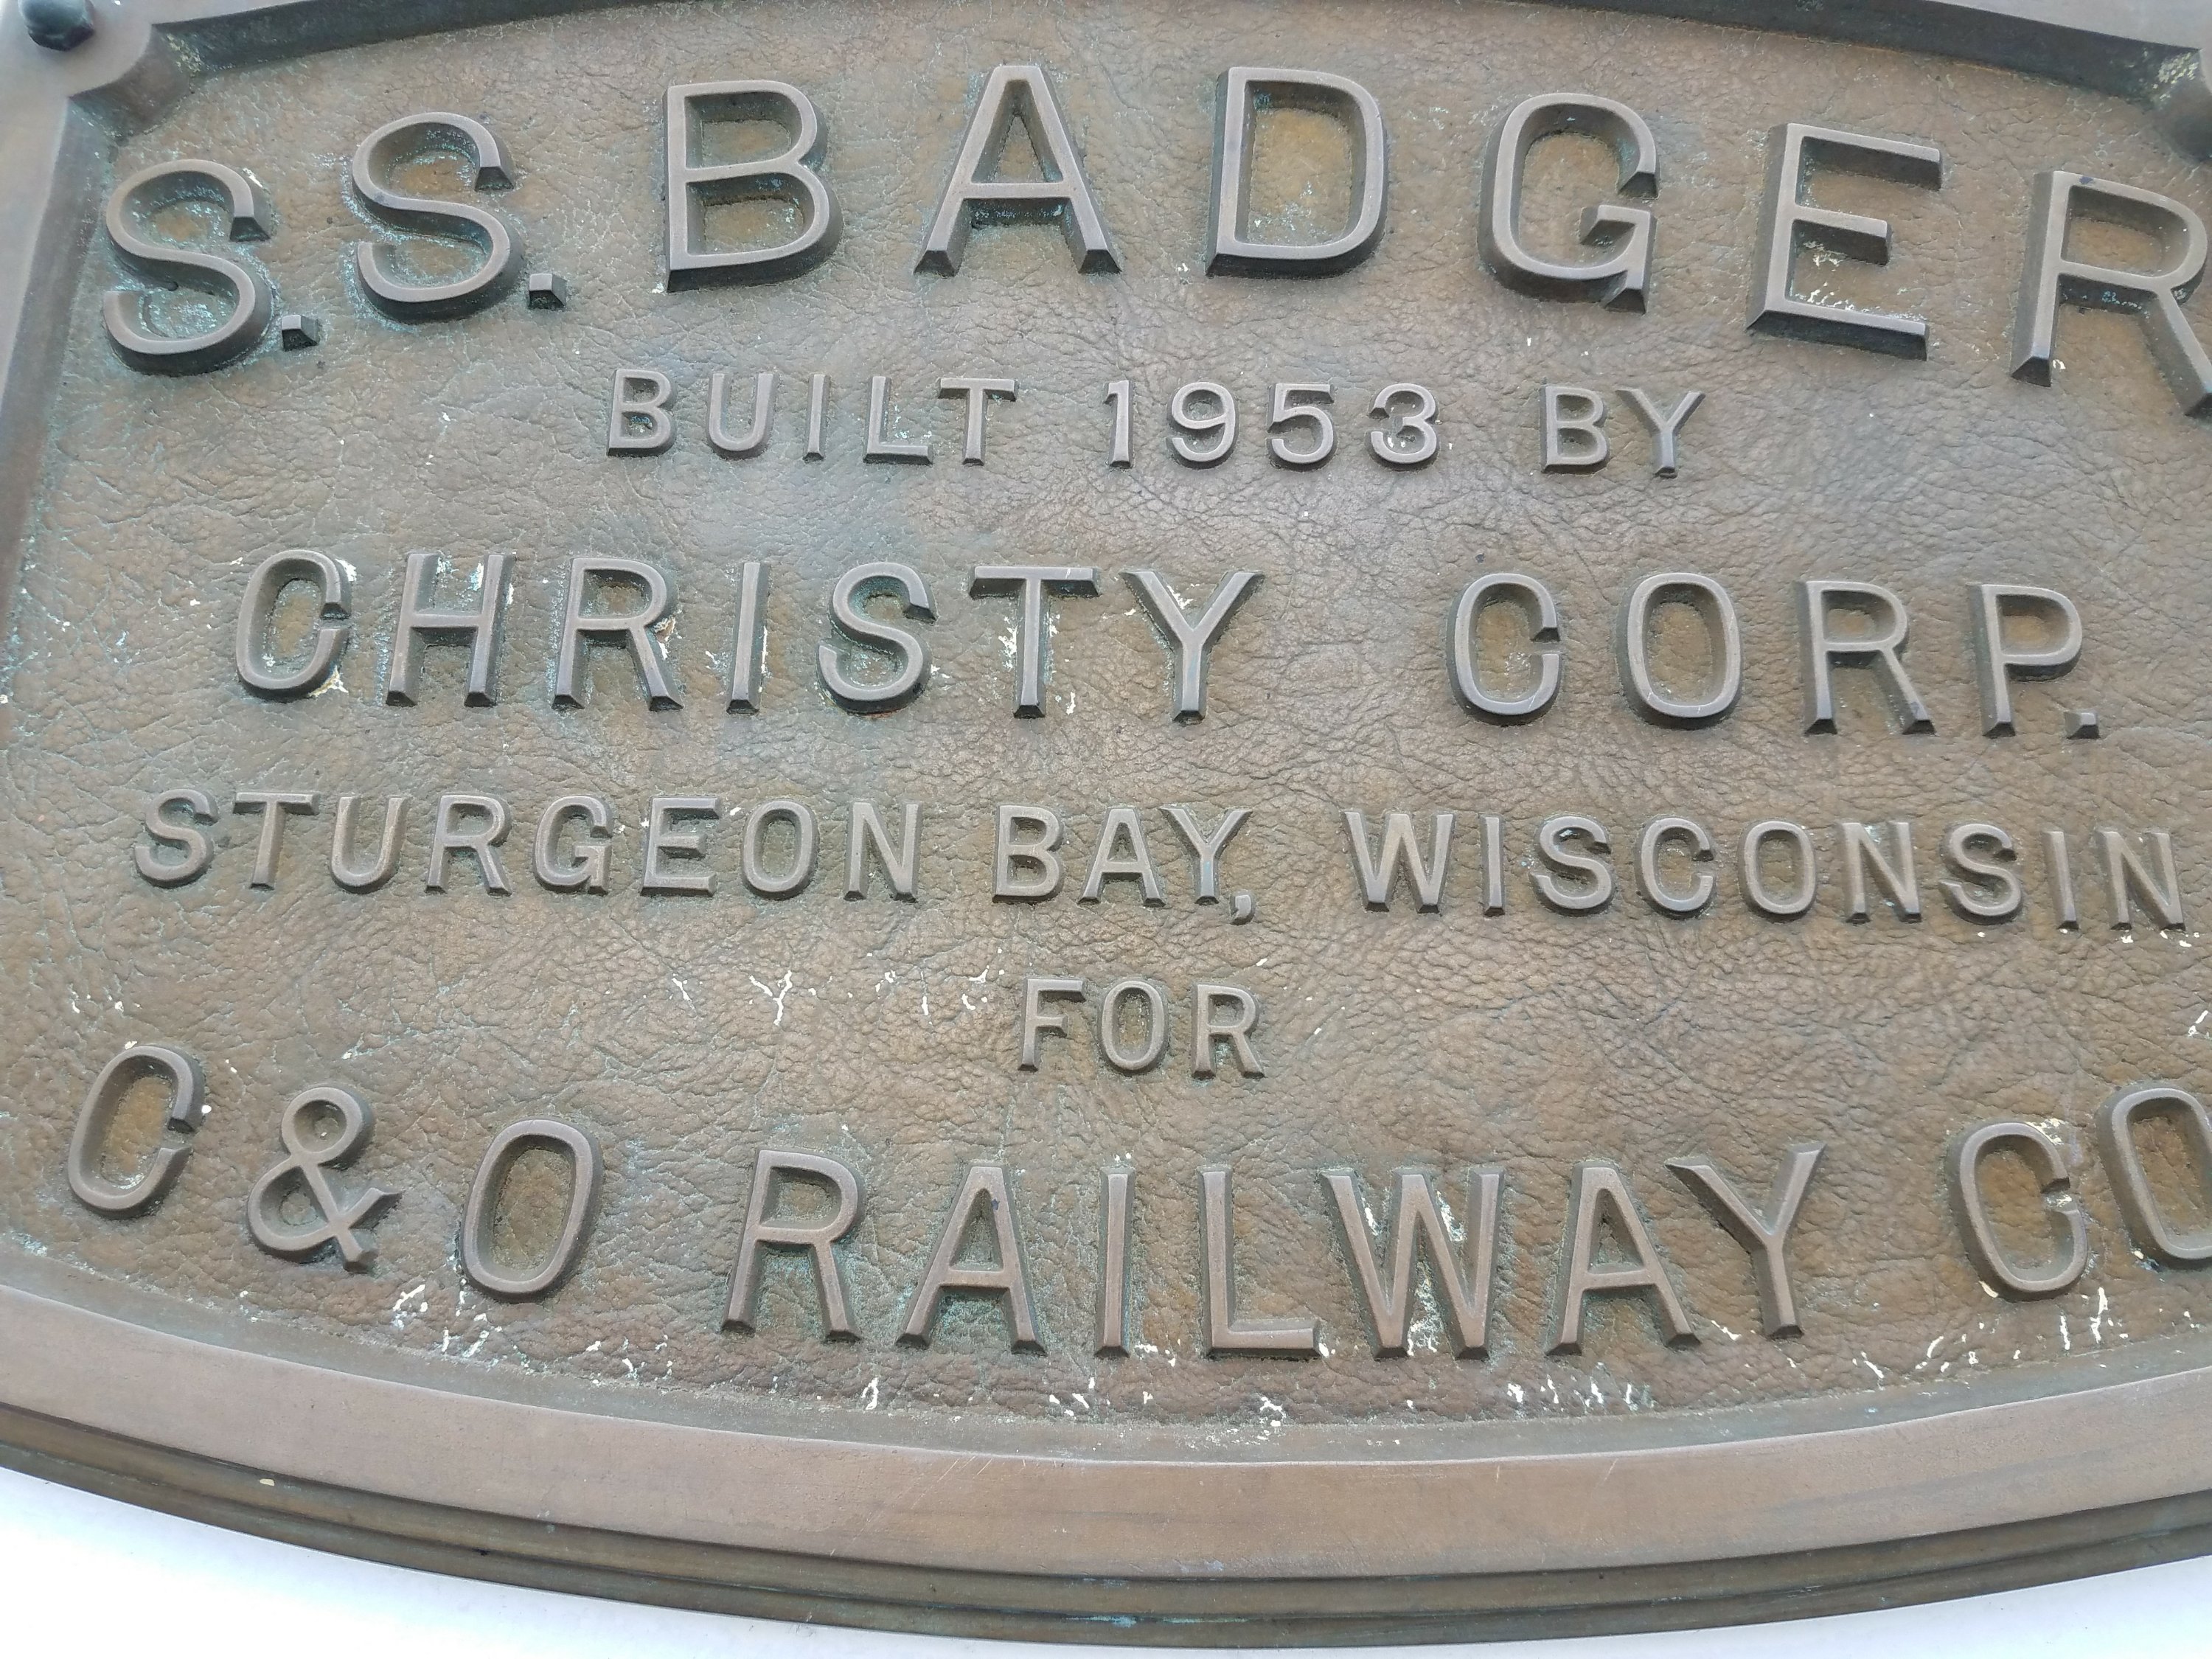 S.S. BADGER
BUILT 1953 BY
CHRISTY CORP.
STURGEON BAY, WISCONSIN
FOR
C&O RAILWAY CO